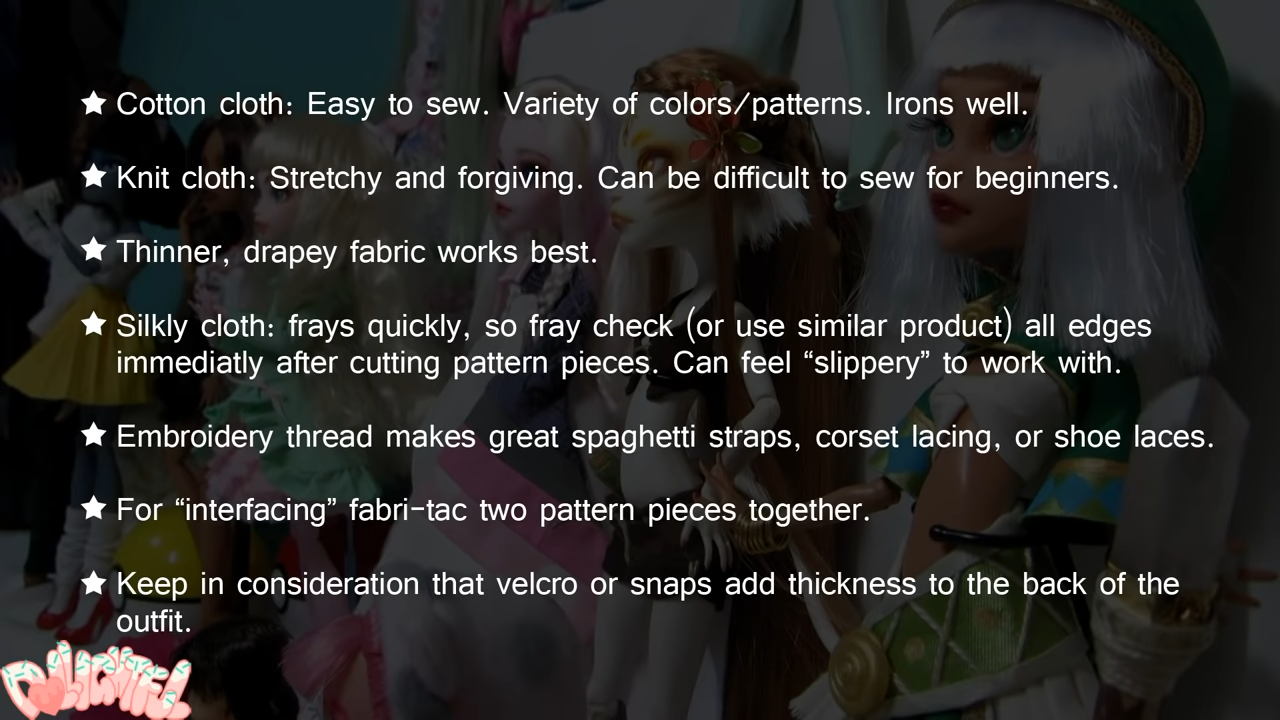 ★ Cotton cloth: Easy to sew. Variety of colors/patterns. Irons well.
★ Knit cloth: Stretchy and forgiving. Can be difficult to sew for beginners.
★ Thinner, drapey fabric works best.
★ Silkly cloth: frays quickly, so fray check (or use similar product) all edges
immediatly after cutting pattern pieces. Can feel “slippery” to work with.
★ Embroidery thread makes great spaghetti straps, corset lacing, or shoe laces.
★ For “interfacing” fabri-tac two pattern pieces together.
★ Keep in consideration that velcro or snaps add thickness to the back of the
outfit.